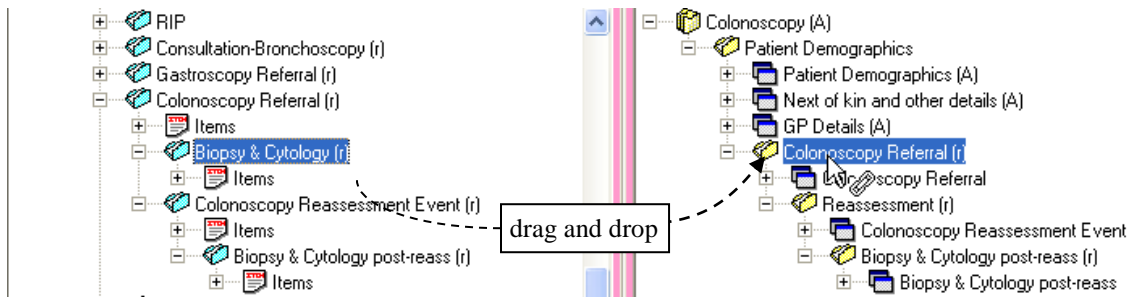 RIP
Consultation-Bronchoscopy (r)
Gastroscopy Referral (r)
Colonoscopy Referral (r)
Items
Biopsy & Cytology (r)
Items
Colonoscopy Reassessment Event (r)
Items
Biopsy & Cytology post-reass (r)
Items
drag and drop
Colonoscopy (A)
Patient Demographics
Patient Demographics (A)
Next of kin and other details (A)
GP Details (A)
Colonoscopy Referral (r)
Referral
Reassessment (r)
Colonoscopy Reassessment Event
Biopsy & Cytology post-reass (r)
Biopsy & Cytology post-reass